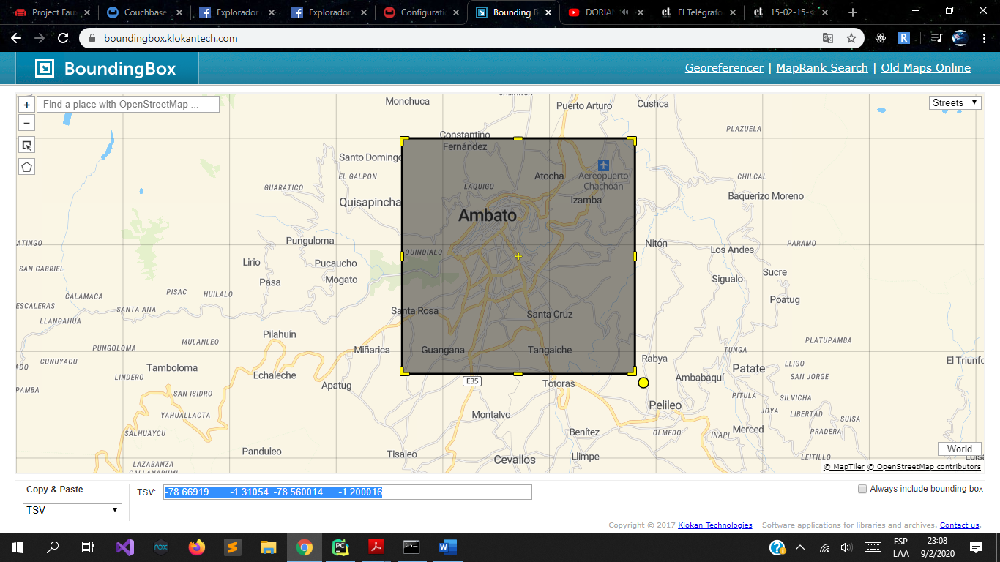 Project Faux
Couchbase
Explorador
Explorador
Configurati
Bounding B
DORIAN
El Telégrafo
15-02-15-s
boundingbox.klokantech.com
BoundingBox
Georeferencer | MapRank Search | Old Maps Online
+
Find a place with OpenStreetMap ...
Streets
−
Monchuca
Puerto Arturo
Cushca
PLAZUELA
Constantino
Fernández
Santo Domingo
EL GALPON
Atocha
Aereopuerto
Chachoán
CHILCAL
GUARATICO
LAQUIGO
Quisapincha
Izamba
Baquerizo Moreno
Ambato
Punguloma
Nitón
PARAMO
ATINGO
QUINDIALO
Los Andes
Lirio
Pucaucho
SAN GABRIEL
Pasa
Mogato
Sucre
Sigualo
PISAC
HUILALO
CALAMACA
Poatug
ESCALERAS
SANTA ANA
Santa Rosa
Santa Cruz
LLANGAHUA
Pilahuín
MULANLEO
PLATUPAMBA
PUNGOLOMA
Miñarica
Guangana
Tangaiche
TUNGA
CUNUYACU
Rabya
LLIGO
El Triunfo
ADO
Tamboloma
Patate
LINDERO
Echaleche
Apatug
E35
Totoras
Ambabaquí
SAN JORGE
PAMBA
SAN ISIDRO
PITULA
SILVICHA
Pelileo
YAHUALLACTA
Montalvo
JOYA
LIBERTAD
SUISA
SALHUAYCU
Benítez
OLMEDO
INAPI
Merced
PRADERA
Panduleo
Tisaleo
Cevallos
Llimpe
World
LEITILLO
LAZABANZA
© MapTiler © OpenStreetMap contributors
Copy & Paste
TSV
TSV:
-78.66919 -1.31054 -78.560014 -1.200016
Always include bounding box
Copyright © 2017 Klokan Technologies – Software applications for libraries and archives. Contact us.
ESP
LAA
23:08
9/2/2020